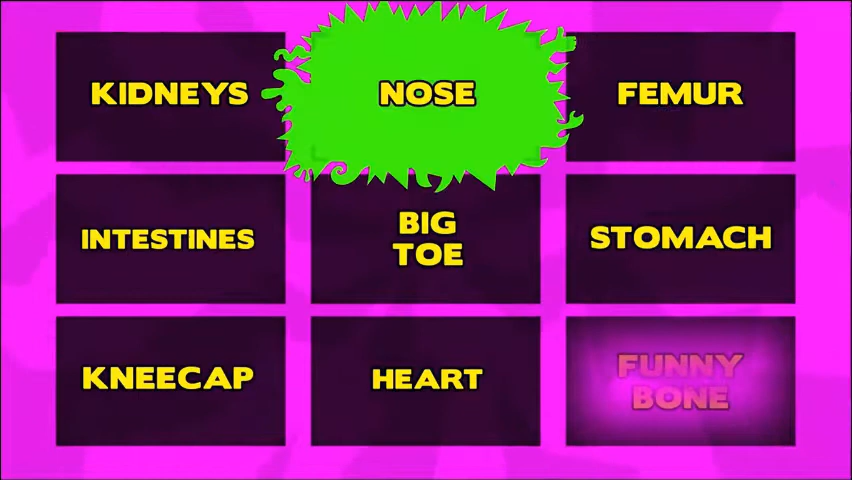 KIDNEYS
NOSE
FEMUR
INTESTINES
BIG
TOE
STOMACH
KNEECAP
HEART
FUNNY
BONE